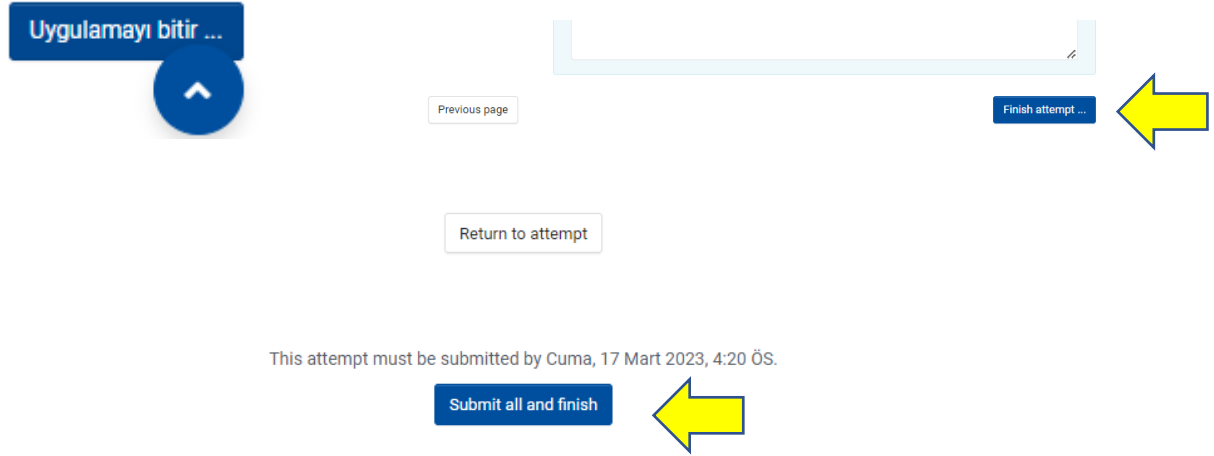 Uygulamayı bitir ...
Previous page
Finish attempt ...
Return to attempt
This attempt must be submitted by Cuma, 17 Mart 2023, 4:20 ÖS.
Submit all and finish